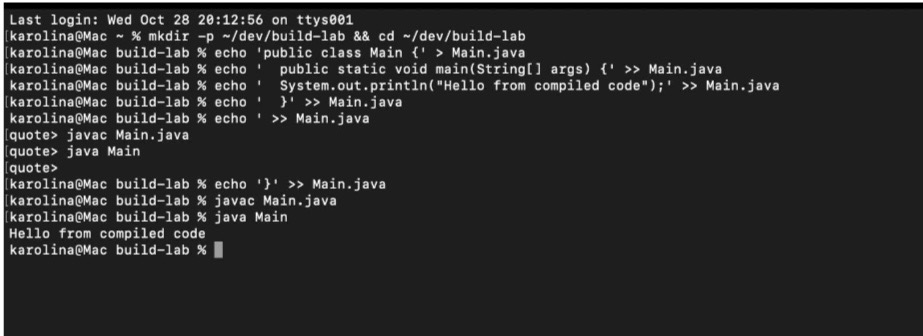 Last login: Wed Oct 28 20:12:56 on ttys001
[karolina@Mac ~ % mkdir -p ~/dev/build-lab && cd ~/dev/build-lab
[karolina@Mac build-lab % echo 'public class Main {' > Main.java
[karolina@Mac build-lab % echo '  public static void main(String[] args) {' >> Main.java
karolina@Mac build-lab % echo '  System.out.println("Hello from compiled code");' >> Main.java
[karolina@Mac build-lab % echo '  }' >> Main.java
karolina@Mac build-lab % echo ' >> Main.java
[quote> javac Main.java
[quote> java Main
[quote>
[karolina@Mac build-lab % echo '}' >> Main.java
[karolina@Mac build-lab % javac Main.java
[karolina@Mac build-lab % java Main
Hello from compiled code
karolina@Mac build-lab %